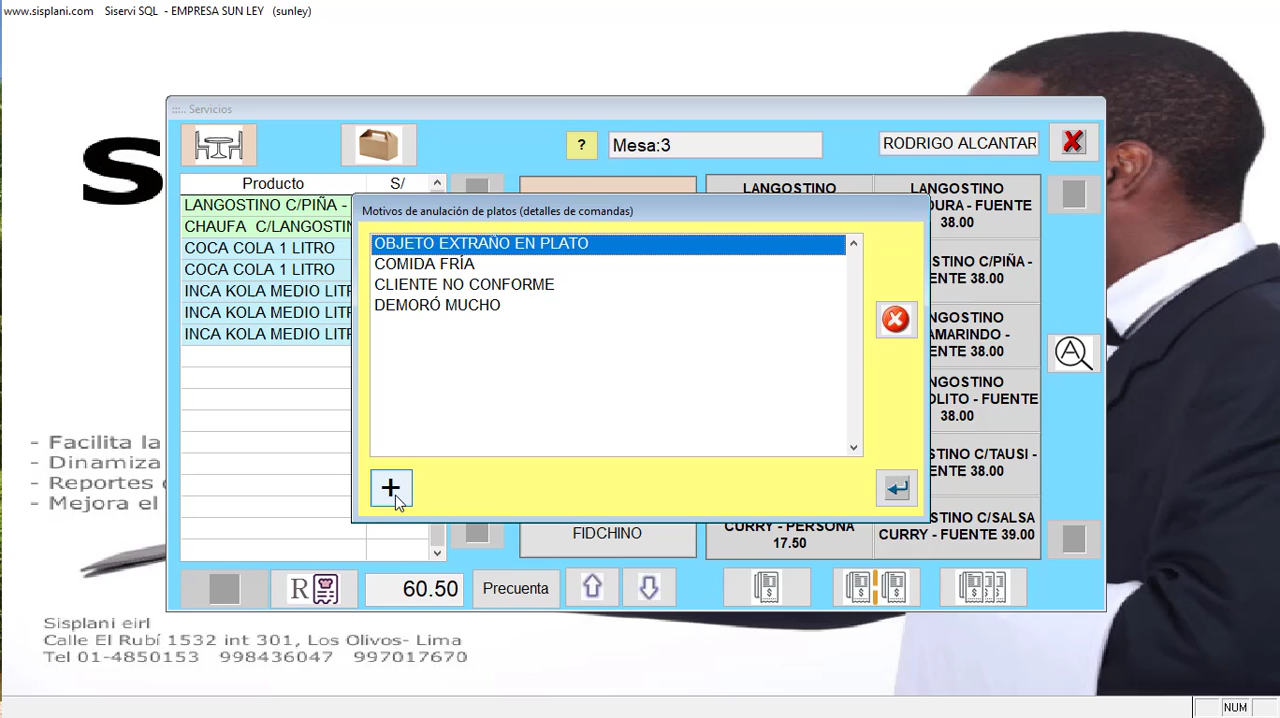 www.sisplani.com Siservi SQL - EMPRESA SUN LEY (sunley)
S
:::.. Servicios
? Mesa:3 RODRIGO ALCANTAR
Producto S/
LANGOSTINO C/PIÑA -
CHAUFA C/LANGOSTIN
COCA COLA 1 LITRO
COCA COLA 1 LITRO
INCA KOLA MEDIO LITR
INCA KOLA MEDIO LITR
INCA KOLA MEDIO LITR
Motivos de anulación de platos (detalles de comandas)
OBJETO EXTRAÑO EN PLATO
COMIDA FRÍA
CLIENTE NO CONFORME
DEMORÓ MUCHO
+
LANGOSTINO
LANGOSTINO
DURA - FUENTE
38.00
STINO C/PIÑA -
ENTE 38.00
NGOSTINO
AMARINDO -
ENTE 38.00
NGOSTINO
OLITO - FUENTE
38.00
STINO C/TAUSI -
ENTE 38.00
STINO C/SALSA
CURRY - FUENTE 39.00
FIDCHINO
CURRY - PERSONA
17.50
A
R 60.50 Precuenta
- Facilita la
- Dinamiza
- Reportes
- Mejora el
Sisplani eirl
Calle El Rubí 1532 int 301, Los Olivos- Lima
Tel 01-4850153 998436047 997017670
NUM